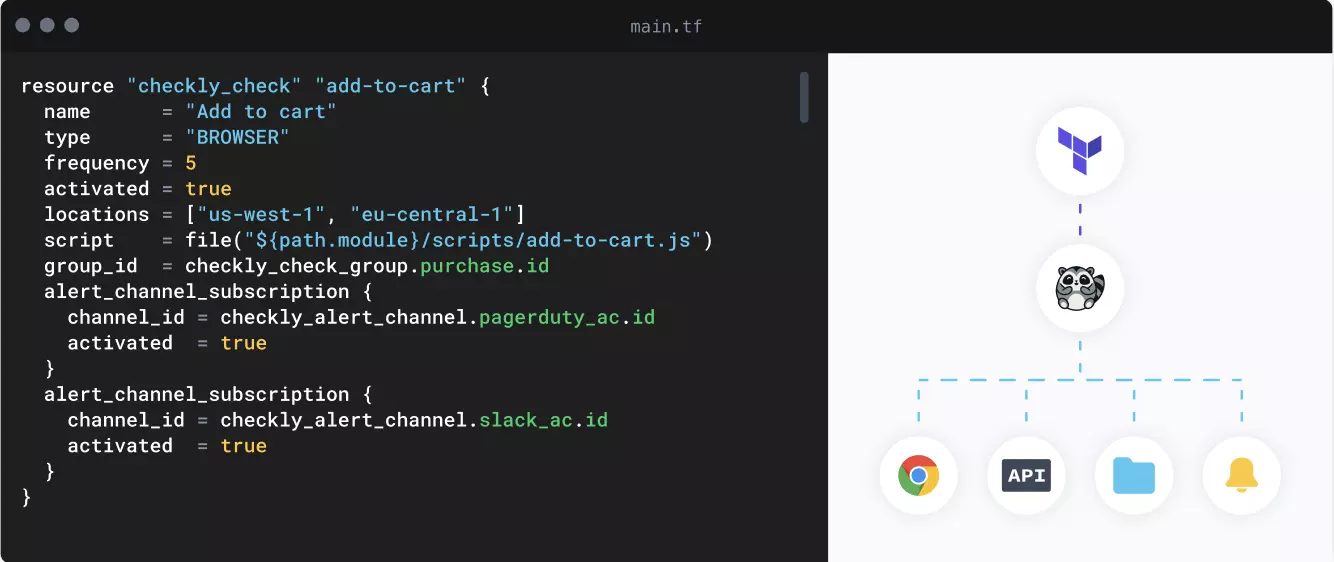 main.tf
resource "checkly_check" "add-to-cart" {
  name      = "Add to cart"
  type      = "BROWSER"
  frequency = 5
  activated = true
  locations = ["us-west-1", "eu-central-1"]
  script    = file("${path.module}/scripts/add-to-cart.js")
  group_id  = checkly_check_group.purchase.id
  alert_channel_subscription {
    channel_id = checkly_alert_channel.pagerduty_ac.id
    activated  = true
  }
  alert_channel_subscription {
    channel_id = checkly_alert_channel.slack_ac.id
    activated  = true
  }
}
API